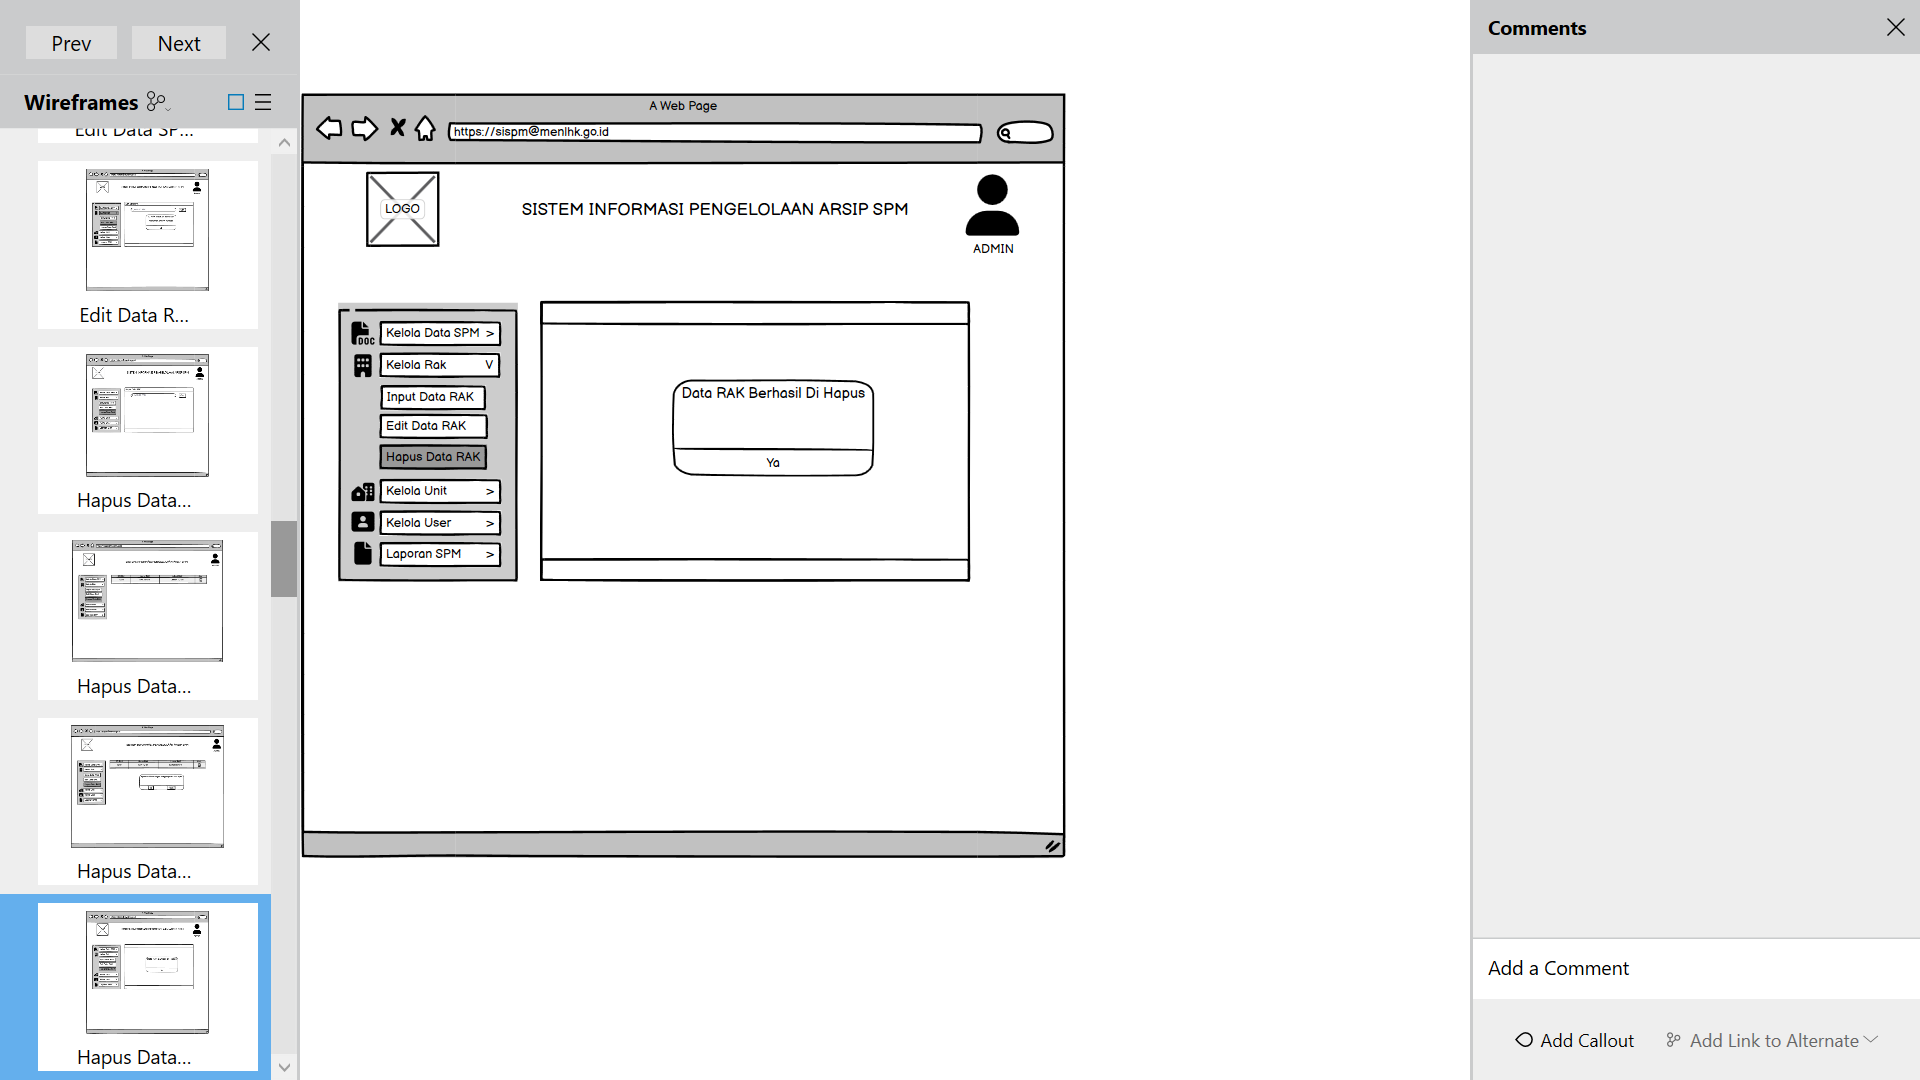 Prev
Next
Wireframes
Edit Data SP...
Edit Data R...
Hapus Data...
Hapus Data...
Hapus Data...
Hapus Data...
A Web Page
https://sispm@menlhk.go.id
LOGO
SISTEM INFORMASI PENGELOLAAN ARSIP SPM
ADMIN
DOC
Kelola Data SPM >
Kelola Rak V
Input Data RAK
Edit Data RAK
Hapus Data RAK
Kelola Unit >
Kelola User >
Laporan SPM >
Data RAK Berhasil Di Hapus
Ya
Comments
Add a Comment
Add Callout
Add Link to Alternate